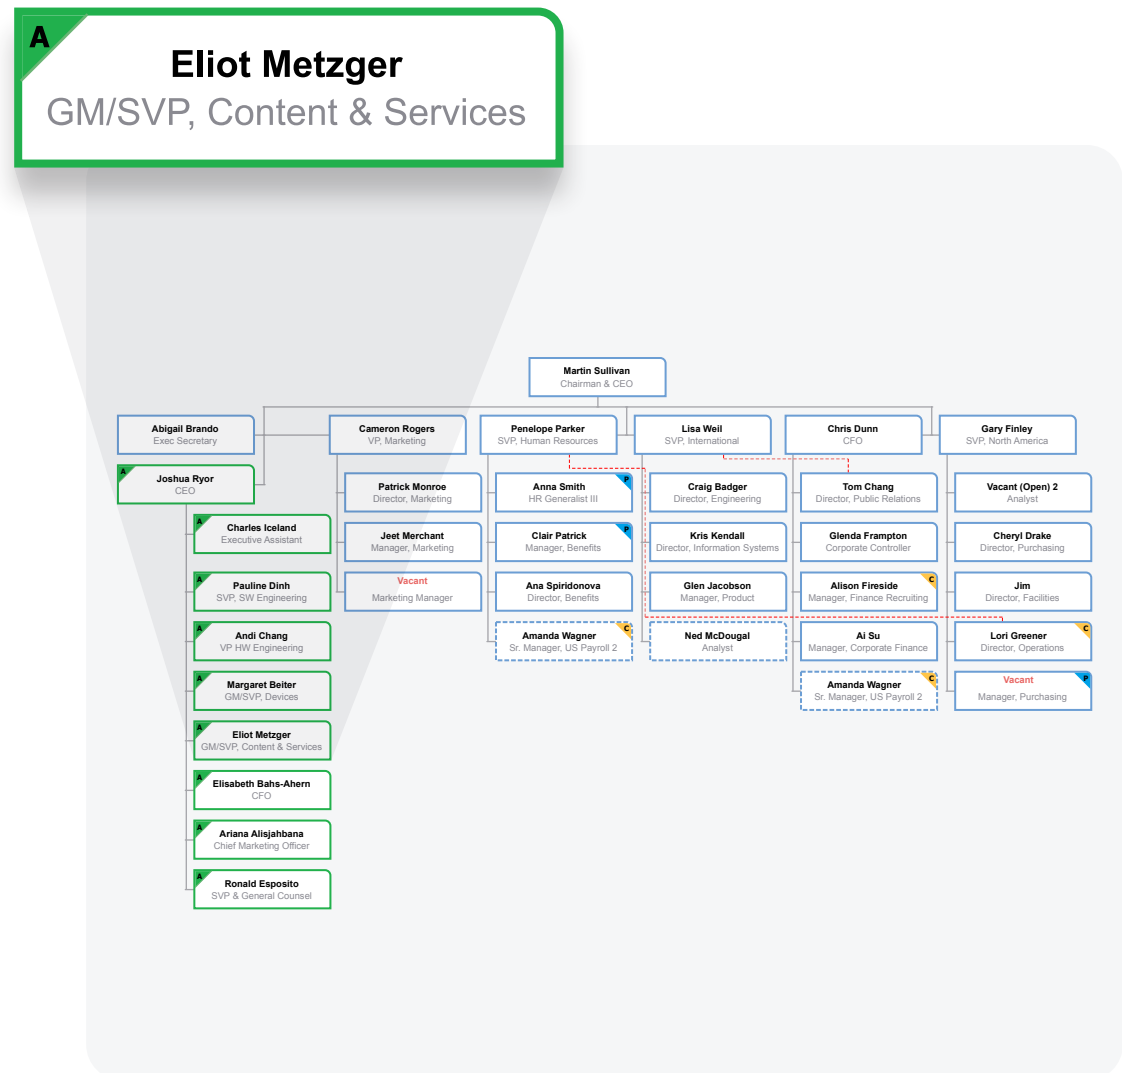 A
Eliot Metzger
GM/SVP, Content & Services
Martin Sullivan
Chairman & CEO
Abigail Brando
Exec Secretary
Cameron Rogers
VP, Marketing
Penelope Parker
SVP, Human Resources
Lisa Weil
SVP, International
Chris Dunn
CFO
Gary Finley
SVP, North America
A
Joshua Ryor
CEO
A
Charles Iceland
Executive Assistant
A
Pauline Dinh
SVP, SW Engineering
A
Andi Chang
VP HW Engineering
A
Margaret Beiter
GM/SVP, Devices
A
Eliot Metzger
GM/SVP, Content & Services
A
Elisabeth Bahs-Ahern
CFO
A
Ariana Alisjahbana
Chief Marketing Officer
A
Ronald Esposito
SVP & General Counsel
Patrick Monroe
Director, Marketing
Jeet Merchant
Manager, Marketing
Vacant
Marketing Manager
P
Anna Smith
HR Generalist III
P
Clair Patrick
Manager, Benefits
Ana Spiridonova
Director, Benefits
C
Amanda Wagner
Sr. Manager, US Payroll 2
Craig Badger
Director, Engineering
Kris Kendall
Director, Information Systems
Glen Jacobson
Manager, Product
Ned McDougal
Analyst
Tom Chang
Director, Public Relations
Glenda Frampton
Corporate Controller
C
Alison Fireside
Manager, Finance Recruiting
Ai Su
Manager, Corporate Finance
C
Amanda Wagner
Sr. Manager, US Payroll 2
Vacant (Open) 2
Analyst
Cheryl Drake
Director, Purchasing
Jim
Director, Facilities
C
Lori Greener
Director, Operations
P
Vacant
Manager, Purchasing